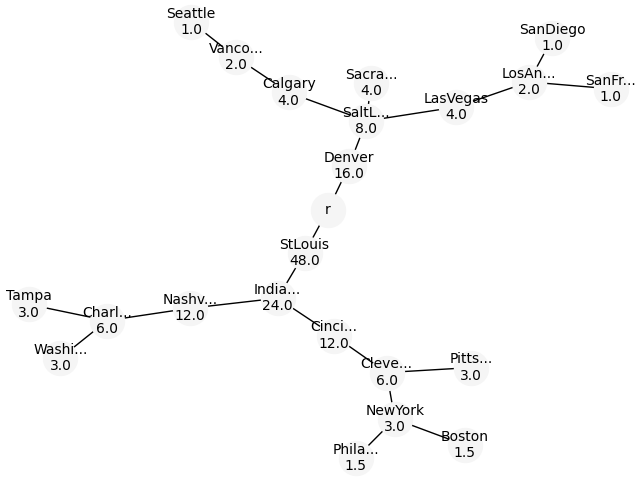 Seattle
1.0
Vanco...
2.0
Calgary
4.0
Sacra...
4.0
SaltL...
8.0
LasVegas
4.0
LosAn...
2.0
SanDiego
1.0
SanFr...
1.0
Denver
16.0
r
StLouis
48.0
India...
24.0
Nashv...
12.0
Charl...
6.0
Tampa
3.0
Washi...
3.0
Cinci...
12.0
Cleve...
6.0
Pitts...
3.0
NewYork
3.0
Phila...
1.5
Boston
1.5